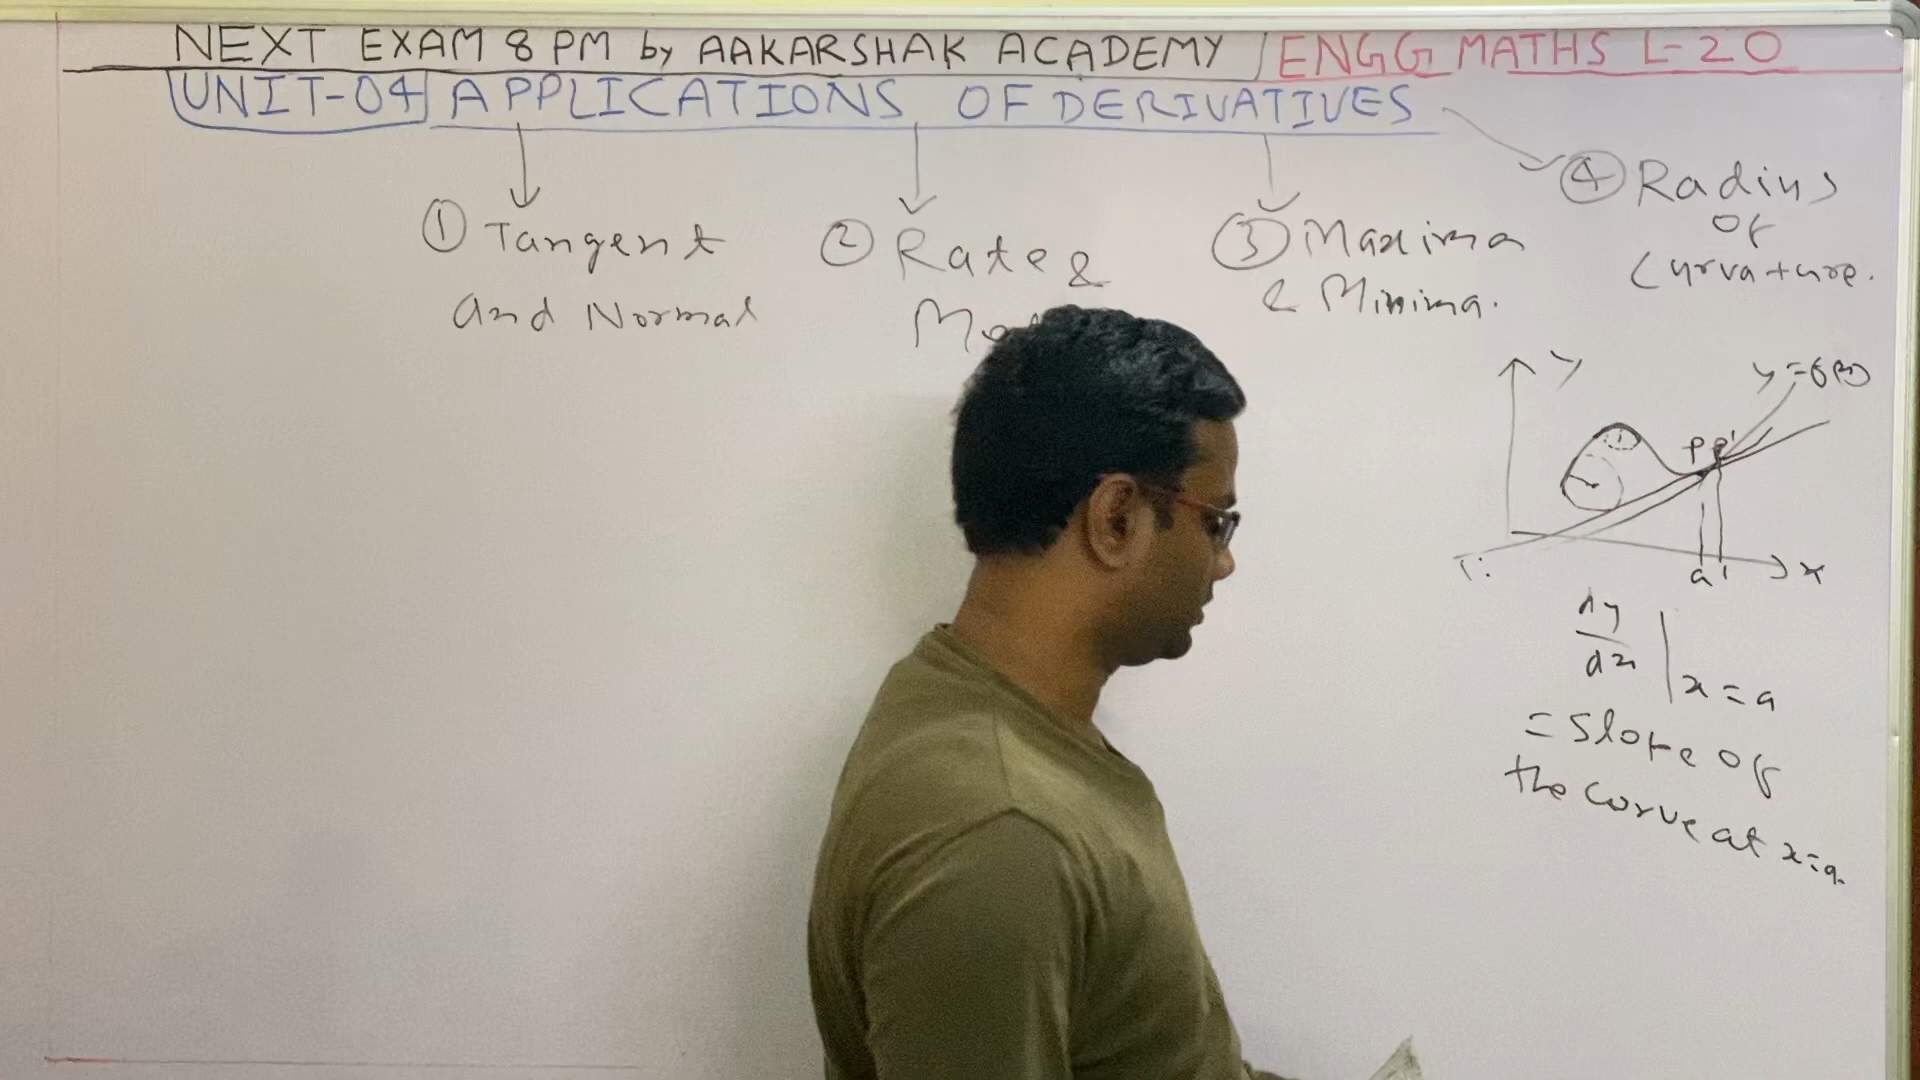 NEXT EXAM 8 PM by AAKARSHAK ACADEMY ENGG MATHS L-20
UNIT-04 APPLICATIONS OF DERIVATIVES
① Tangent
and Normal
② Rate &
③ Maxima
& Minima.
④ Radius
of
Curvature.
y
y = f(x)
P P'
a
x
dy
dx
x = a
= Slope of
the curve at x=a.